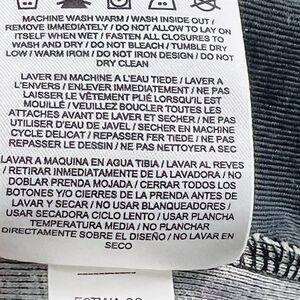 MACHINE WASH WARM / WASH INSIDE OUT /
REMOVE IMMEDIATELY / DO NOT ALLOW TO LAY ON
ITSELF WHEN WET / FASTEN ALL CLOSURES TO
WASH AND DRY / DO NOT BLEACH / TUMBLE DRY
LOW / WARM IRON / DO NOT IRON DESIGN / DO NOT
DRY CLEAN
LAVER EN MACHINE A L'EAU TIEDE / LAVER A
L'ENVERS / ENLEVER IMMEDIATEMENT / NE PAS
LAISSER LE VÊTEMENT PLIÉ LORSQU'IL EST
MOUILLÉ / VEUILLEZ BOUCLER TOUTES LES
ATTACHES AVANT DE LAVER ET SECHER / NE PAS
UTILISER D'EAU DE JAVEL / SECHER EN MACHINE
CYCLE DELICAT / REPASSER FER TIEDE / NE PAS
REPASSER LE DESSIN / NE PAS NETTOYER A SEC
LAVAR A MAQUINA EN AGUA TIBIA / LAVAR AL REVES
/ RETIRAR INMEDIATAMENTE DE LA LAVADORA / NO
DOBLAR PRENDA MOJADA / CERRAR TODOS LOS
BOTONES Y/O CIERRES DE LA PRENDA ANTES DE
LAVAR Y SECAR / NO USAR BLANQUEADORES /
USAR SECADORA CICLO LENTO / USAR PLANCHA
TEMPERATURA MEDIA / NO PLANCHAR
DIRECTAMENTE SOBRE EL DISEÑO / NO LAVAR EN
SECO